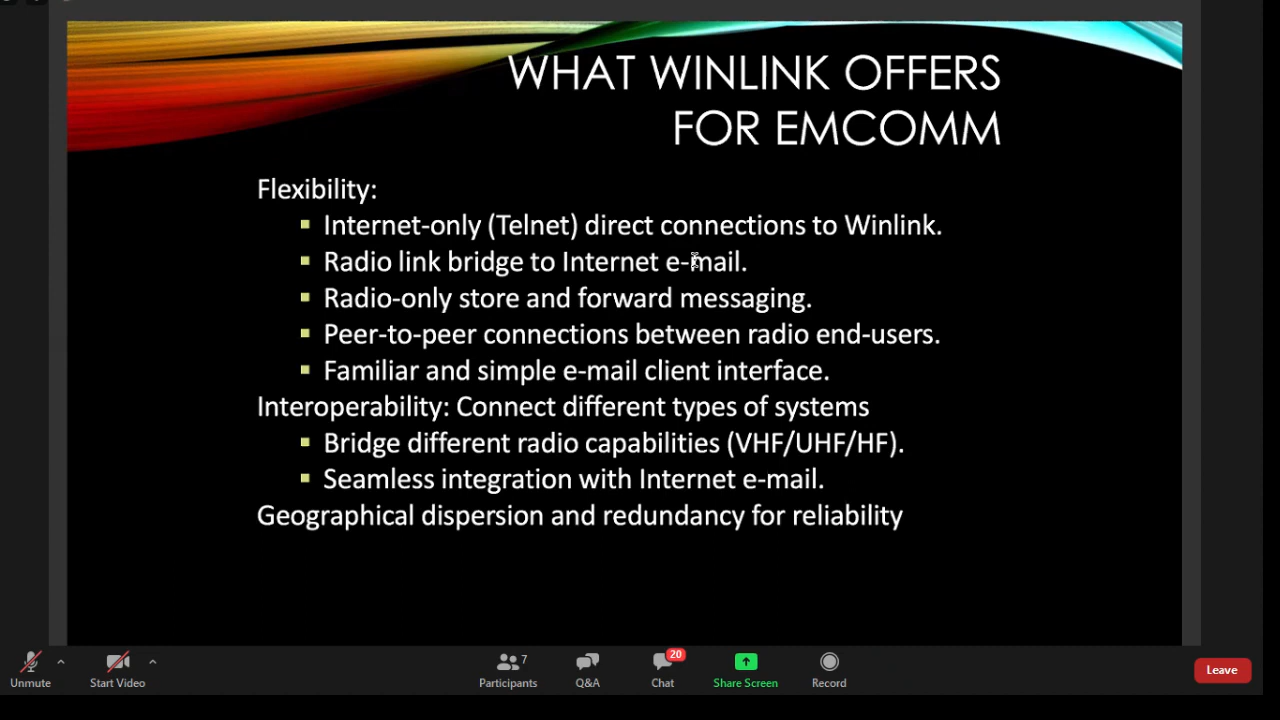 WHAT WINLINK OFFERS
FOR EMCOMM
Flexibility:
▪ Internet-only (Telnet) direct connections to Winlink.
▪ Radio link bridge to Internet e-mail.
▪ Radio-only store and forward messaging.
▪ Peer-to-peer connections between radio end-users.
▪ Familiar and simple e-mail client interface.
Interoperability: Connect different types of systems
▪ Bridge different radio capabilities (VHF/UHF/HF).
▪ Seamless integration with Internet e-mail.
Geographical dispersion and redundancy for reliability
7
20
Unmute
Start Video
Participants
Q&A
Chat
Share Screen
Record
Leave